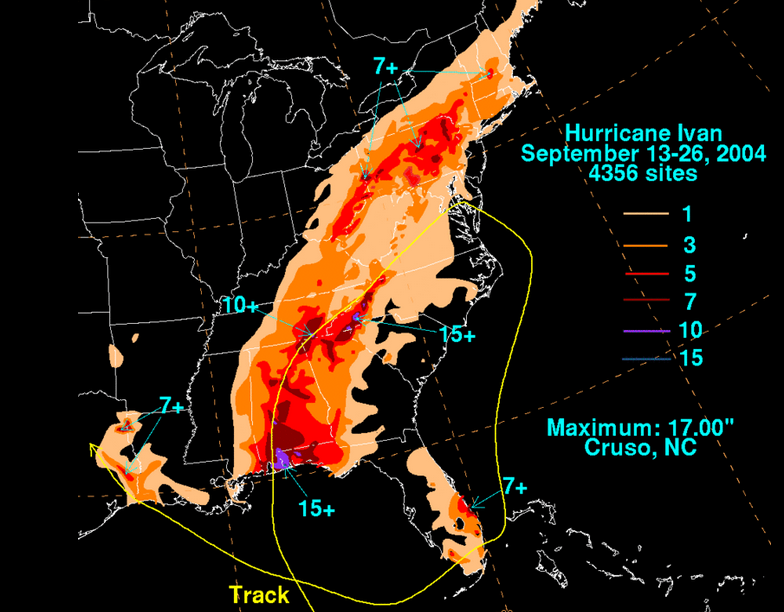 7+
Hurricane Ivan
September 13-26, 2004
4356 sites
1
3
5
7
10
15
10+
15+
7+
Maximum: 17.00"
Cruso, NC
7+
15+
Track